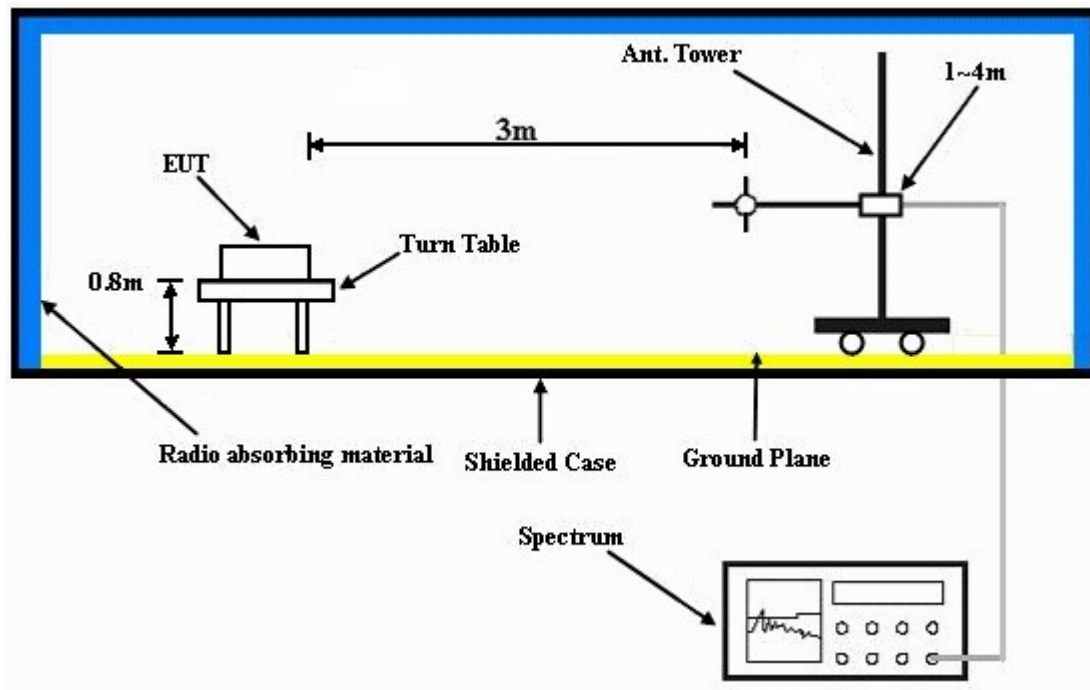 Ant. Tower
1~4m
3m
EUT
Turn Table
0.8m
Radio absorbing material
Shielded Case
Ground Plane
Spectrum